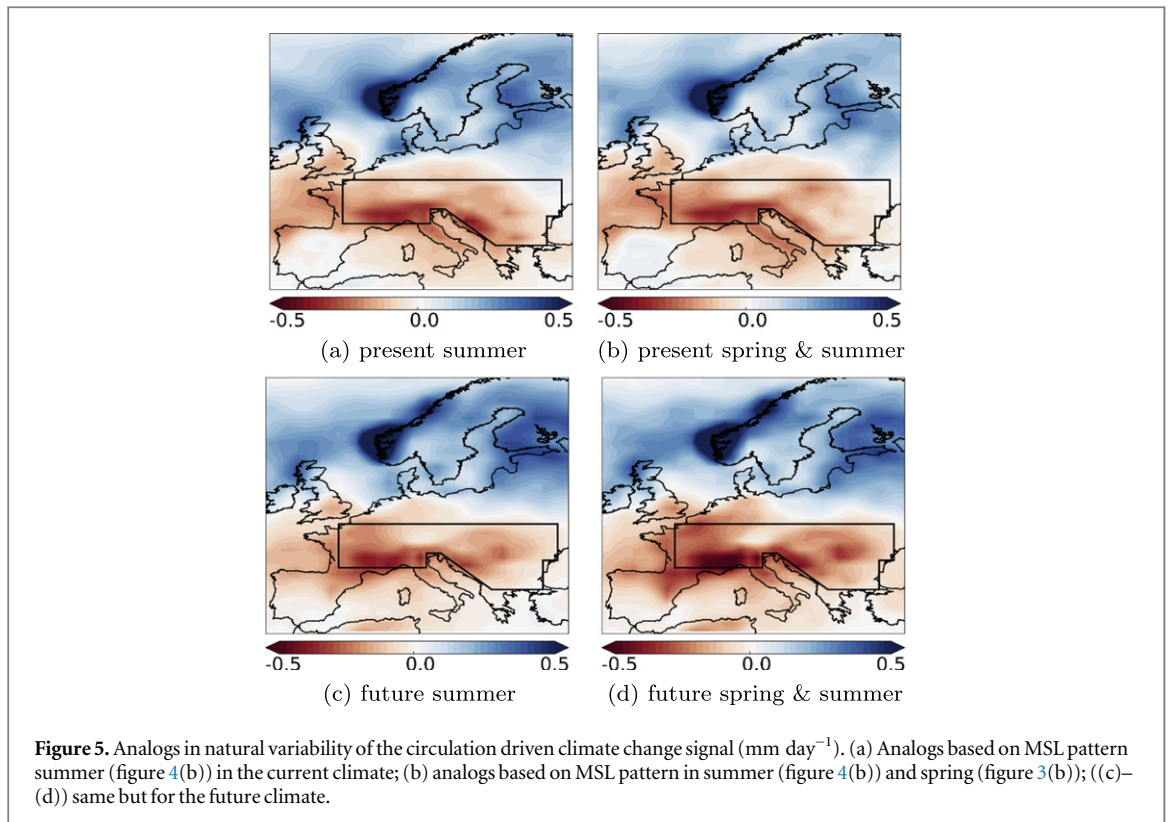 -0.5 0.0 0.5
-0.5 0.0 0.5
(a) present summer
(b) present spring & summer
-0.5 0.0 0.5
-0.5 0.0 0.5
(c) future summer
(d) future spring & summer
Figure 5. Analogs in natural variability of the circulation driven climate change signal (mm day⁻¹). (a) Analogs based on MSL pattern
summer (figure 4(b)) in the current climate; (b) analogs based on MSL pattern in summer (figure 4(b)) and spring (figure 3(b)); ((c)–
(d)) same but for the future climate.